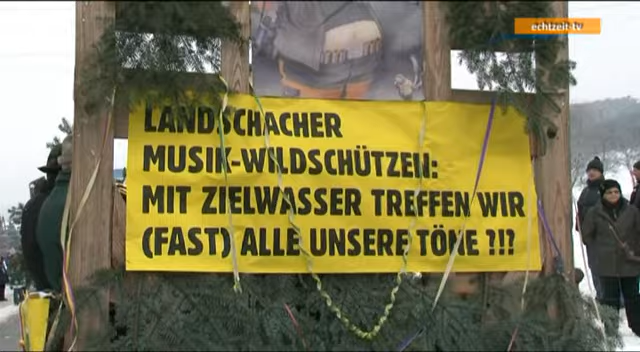 echtzeit-tv
LANDSCHACHER
MUSIK-WILDSCHÜTZEN:
MIT ZIELWASSER TREFFEN WIR
(FAST) ALLE UNSERE TÖNE ?!?